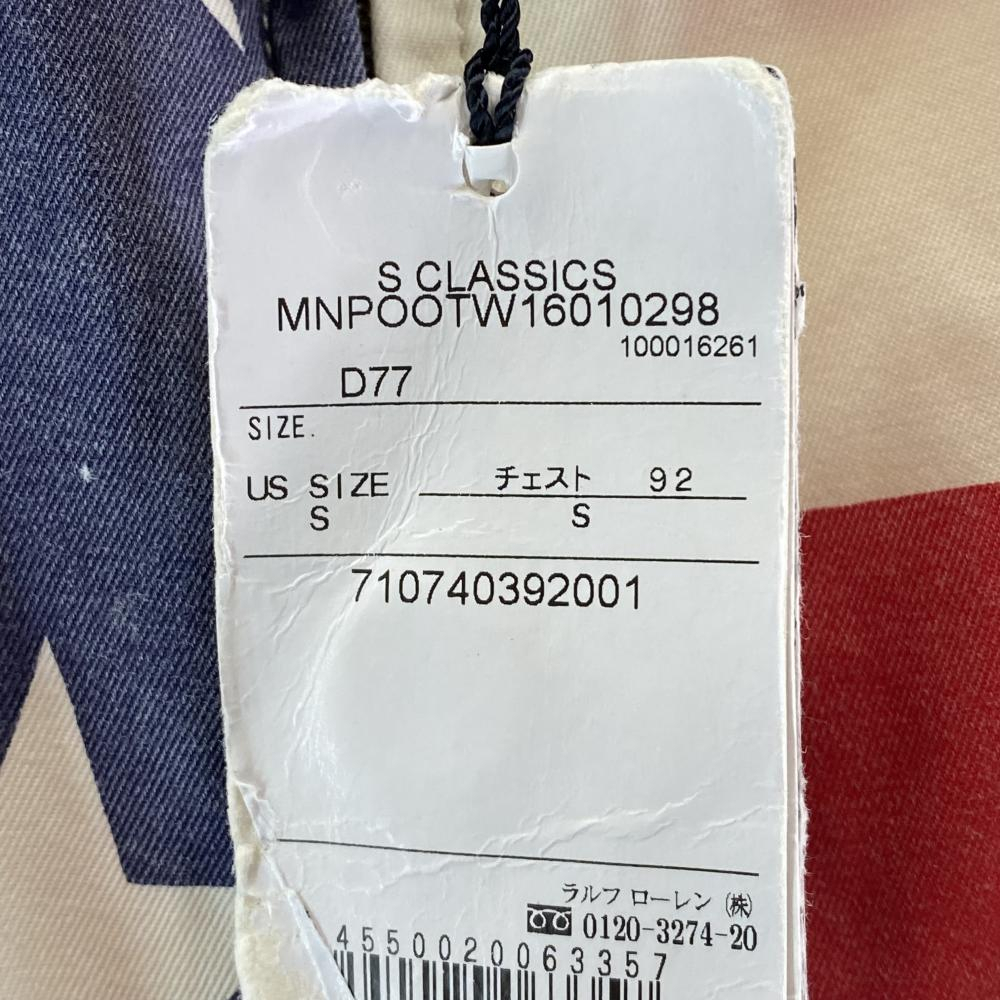 S CLASSICS
MNPOOTW16010298
100016261
D77
SIZE.
US SIZE チェスト 92
S S
710740392001
ラルフ ローレン (株)
0120-3274-20
4550020063357